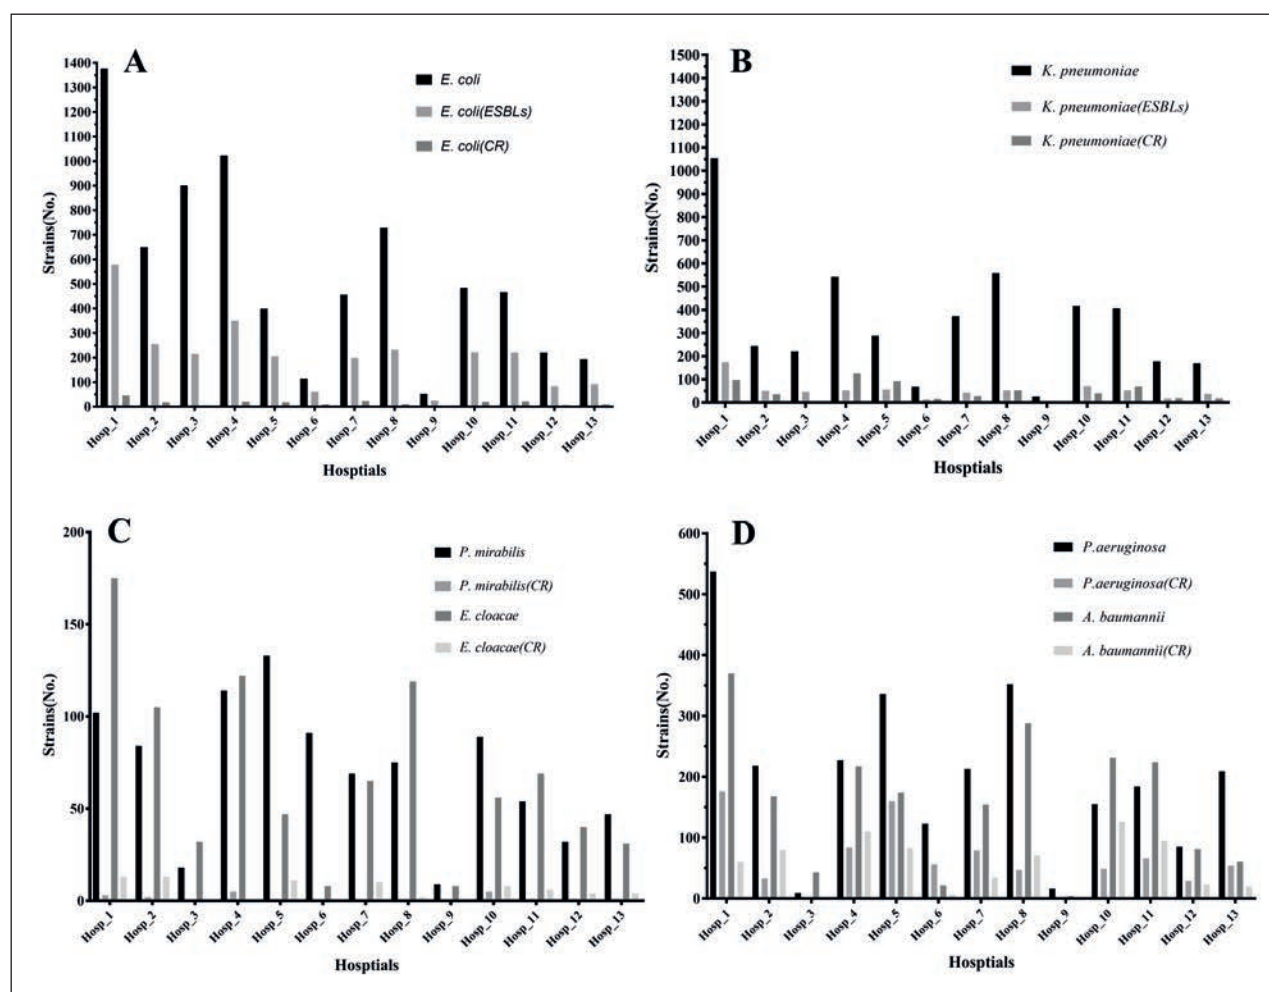 A
E. coli
E. coli(ESBLs)
E. coli(CR)
Strains(No.)
1400
1300
1200
1100
1000
900
800
700
600
500
400
300
200
100
0
Hosp_1 Hosp_2 Hosp_3 Hosp_4 Hosp_5 Hosp_6 Hosp_7 Hosp_8 Hosp_9 Hosp_10 Hosp_11 Hosp_12 Hosp_13
Hosptials
B
K. pneumoniae
K. pneumoniae(ESBLs)
K. pneumoniae(CR)
Strains(No.)
1500
1400
1300
1200
1100
1000
900
800
700
600
500
400
300
200
100
0
Hosp_1 Hosp_2 Hosp_3 Hosp_4 Hosp_5 Hosp_6 Hosp_7 Hosp_8 Hosp_9 Hosp_10 Hosp_11 Hosp_12 Hosp_13
Hosptials
C
P. mirabilis
P. mirabilis(CR)
E. cloacae
E. cloacae(CR)
Strains(No.)
200
150
100
50
0
Hosp_1 Hosp_2 Hosp_3 Hosp_4 Hosp_5 Hosp_6 Hosp_7 Hosp_8 Hosp_9 Hosp_10 Hosp_11 Hosp_12 Hosp_13
Hosptials
D
P.aeruginosa
P.aeruginosa(CR)
A. baumannii
A. baumannii(CR)
Strains(No.)
600
500
400
300
200
100
0
Hosp_1 Hosp_2 Hosp_3 Hosp_4 Hosp_5 Hosp_6 Hosp_7 Hosp_8 Hosp_9 Hosp_10 Hosp_11 Hosp_12 Hosp_13
Hosptials